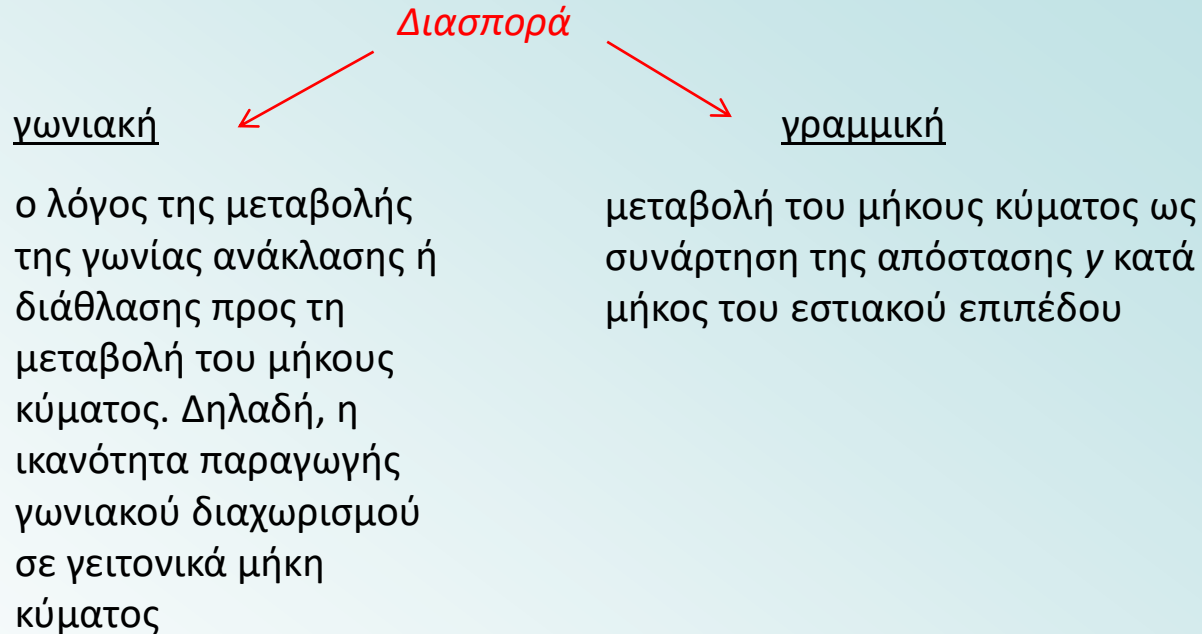 Διασπορά
γωνιακή
ο λόγος της μεταβολής
της γωνίας ανάκλασης ή
διάθλασης προς τη
μεταβολή του μήκους
κύματος. Δηλαδή, η
ικανότητα παραγωγής
γωνιακού διαχωρισμού
σε γειτονικά μήκη
κύματος
γραμμική
μεταβολή του μήκους κύματος ως
συνάρτηση της απόστασης y κατά
μήκος του εστιακού επιπέδου